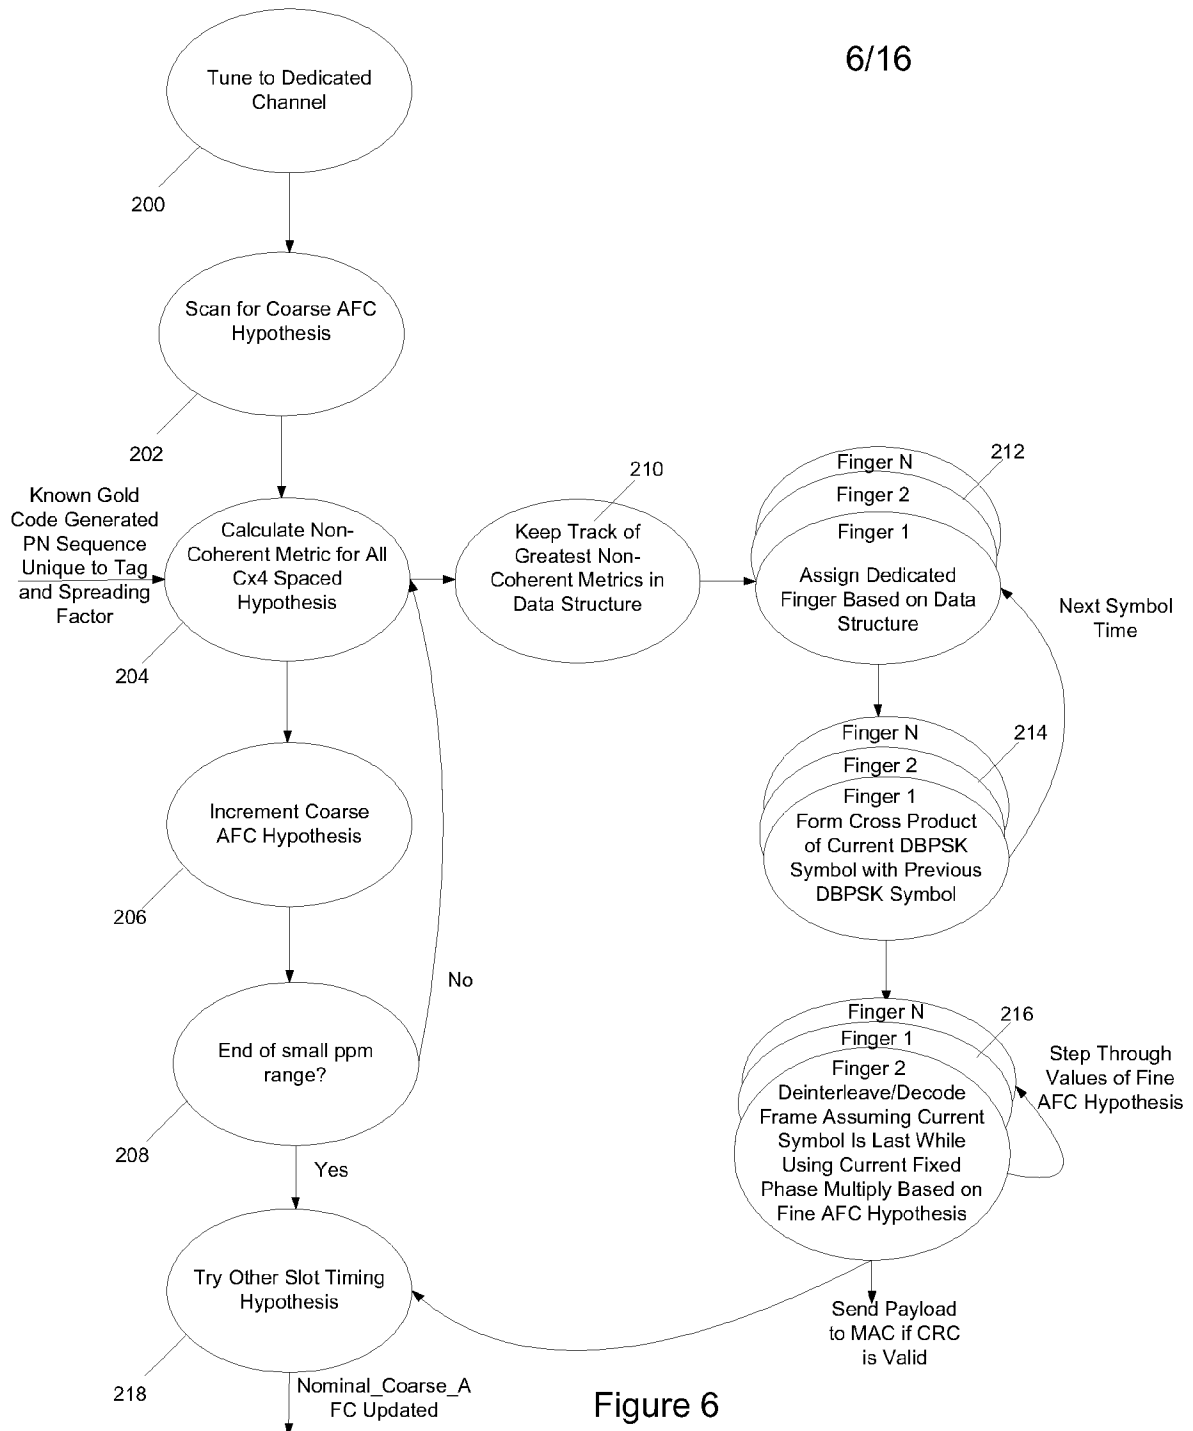 6/16
Tune to Dedicated
Channel
200
Scan for Coarse AFC
Hypothesis
202
Known Gold
Code Generated
PN Sequence
Unique to Tag
and Spreading
Factor
Calculate Non-
Coherent Metric for All
Cx4 Spaced
Hypothesis
204
210
Keep Track of
Greatest Non-
Coherent Metrics in
Data Structure
212
Finger N
Finger 2
Finger 1
Assign Dedicated
Finger Based on Data
Structure
Next Symbol
Time
Increment Coarse
AFC Hypothesis
206
Finger N
214
Finger 2
Finger 1
Form Cross Product
of Current DBPSK
Symbol with Previous
DBPSK Symbol
No
End of small ppm
range?
208
Yes
Finger N
216
Finger 1
Finger 2
Deinterleave/Decode
Frame Assuming Current
Symbol Is Last While
Using Current Fixed
Phase Multiply Based on
Fine AFC Hypothesis
Step Through
Values of Fine
AFC Hypothesis
Try Other Slot Timing
Hypothesis
218
Send Payload
to MAC if CRC
is Valid
Nominal_Coarse_A
FC Updated
Figure 6